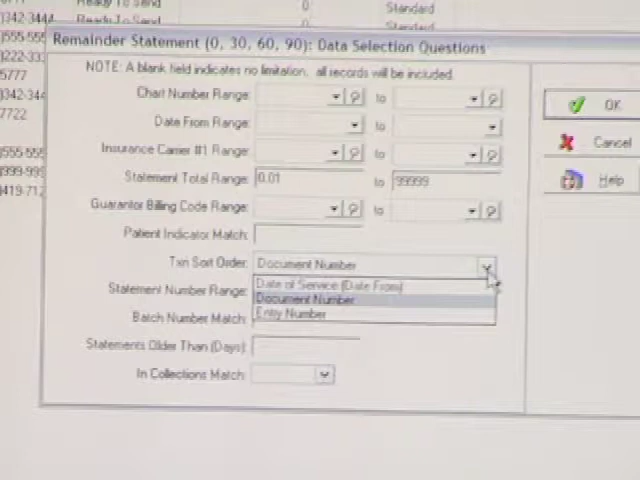 )342-3444 Ready To Send 0 Standard
Remainder Statement (0, 30, 60, 90): Data Selection Questions
NOTE: A blank field indicates no limitation, all records will be included.
Chart Number Range: to
Date From Range: to
Insurance Carrier #1 Range: to
Statement Total Range: 0.01 to 99999
Guarantor Billing Code Range: to
Patient Indicator Match:
Txn Sort Order: Document Number
Statement Number Range: Date of Service (Date From)
Document Number
Batch Number Match: Entry Number
Statements Older Than (Days):
In Collections Match:
OK
Cancel
Help